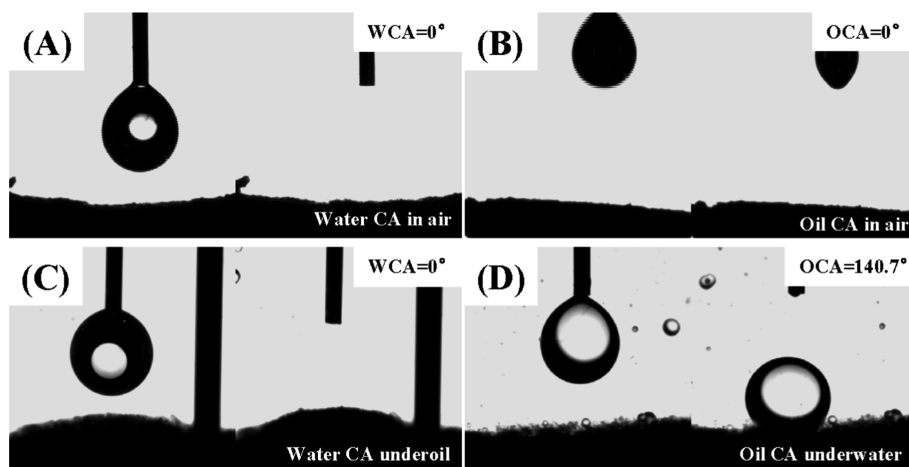 (A)
WCA=0°
Water CA in air
(B)
OCA=0°
Oil CA in air
(C)
WCA=0°
Water CA underoil
(D)
OCA=140.7°
Oil CA underwater